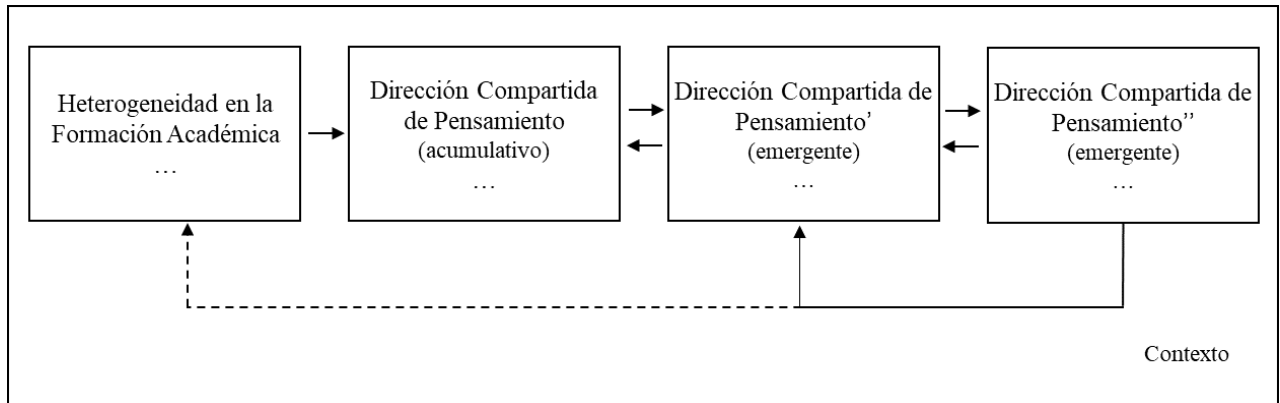 Heterogeneidad en la
Formación Académica
…
Dirección Compartida
de Pensamiento
(acumulativo)
…
Dirección Compartida de
Pensamiento’
(emergente)
…
Dirección Compartida de
Pensamiento’’
(emergente)
…
Contexto